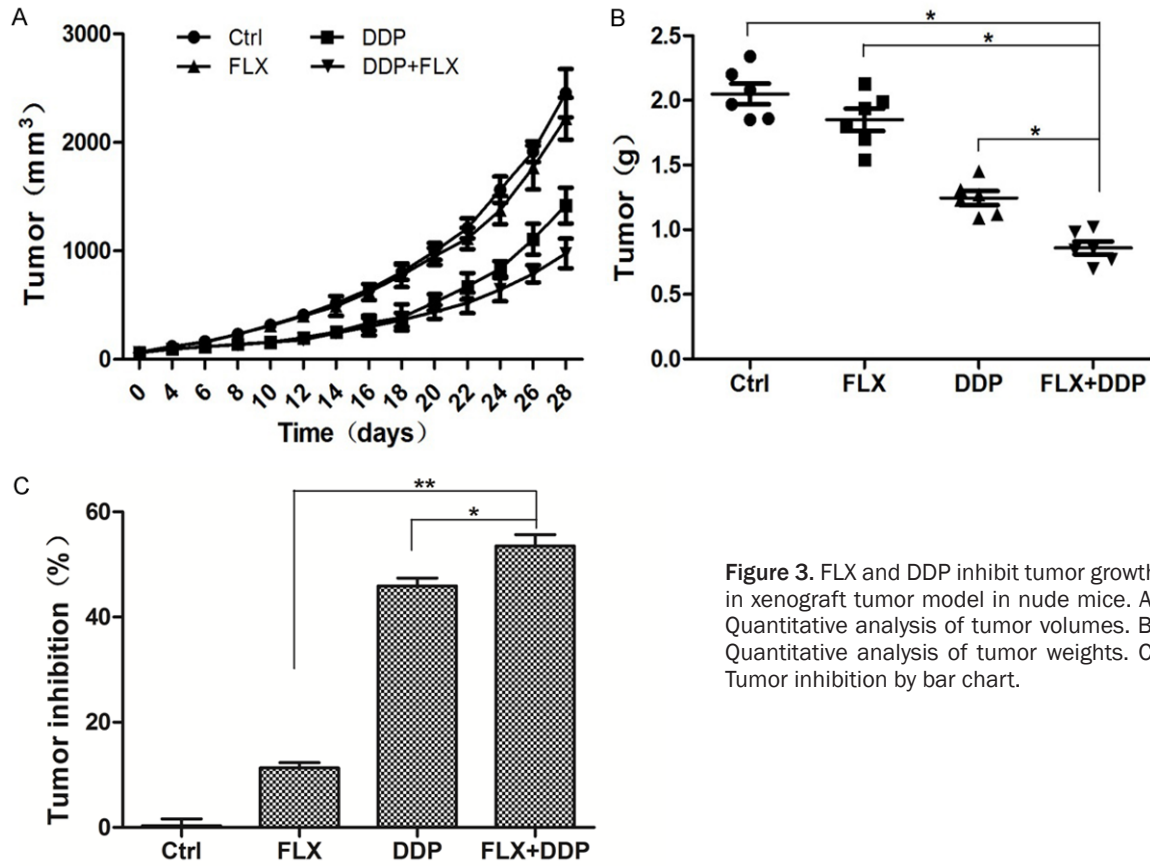 A
Tumor（mm³）
3000
2000
1000
0
Ctrl
DDP
FLX
DDP+FLX
0 4 6 8 10 12 14 16 18 20 22 24 26 28
Time（days）
B
Tumor（g）
2.5
2.0
1.5
1.0
0.5
0.0
*
*
*
Ctrl FLX DDP FLX+DDP
C
Tumor inhibition（%）
60
40
20
0
**
*
Ctrl FLX DDP FLX+DDP
Figure 3. FLX and DDP inhibit tumor growth
in xenograft tumor model in nude mice. A
Quantitative analysis of tumor volumes. B
Quantitative analysis of tumor weights. C
Tumor inhibition by bar chart.